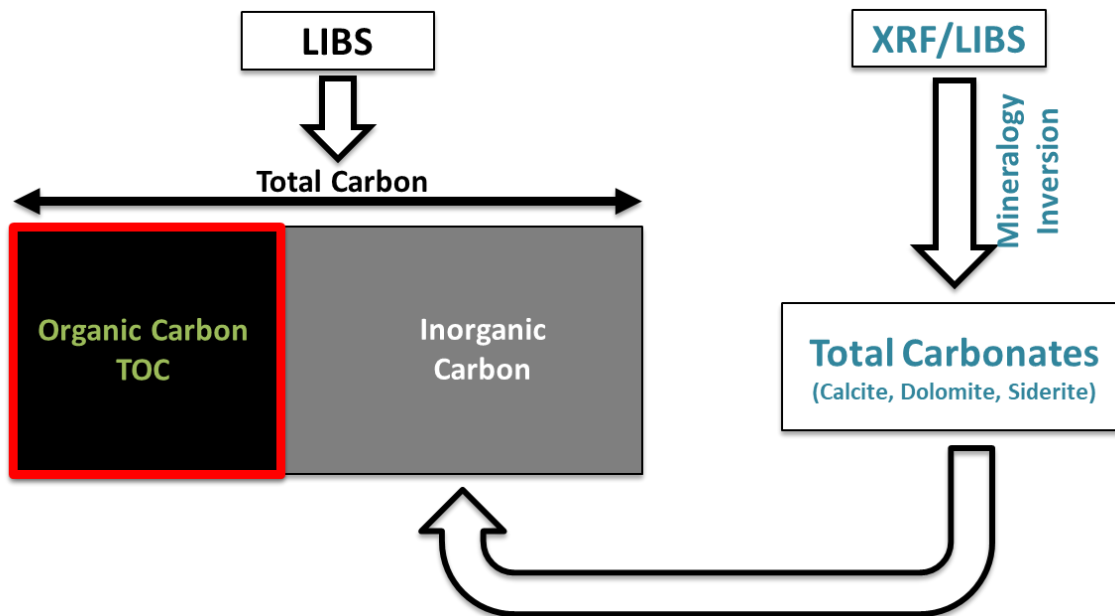 LIBS
XRF/LIBS
Mineralogy
Inversion
Total Carbon
Organic Carbon
TOC
Inorganic
Carbon
Total Carbonates
(Calcite, Dolomite, Siderite)